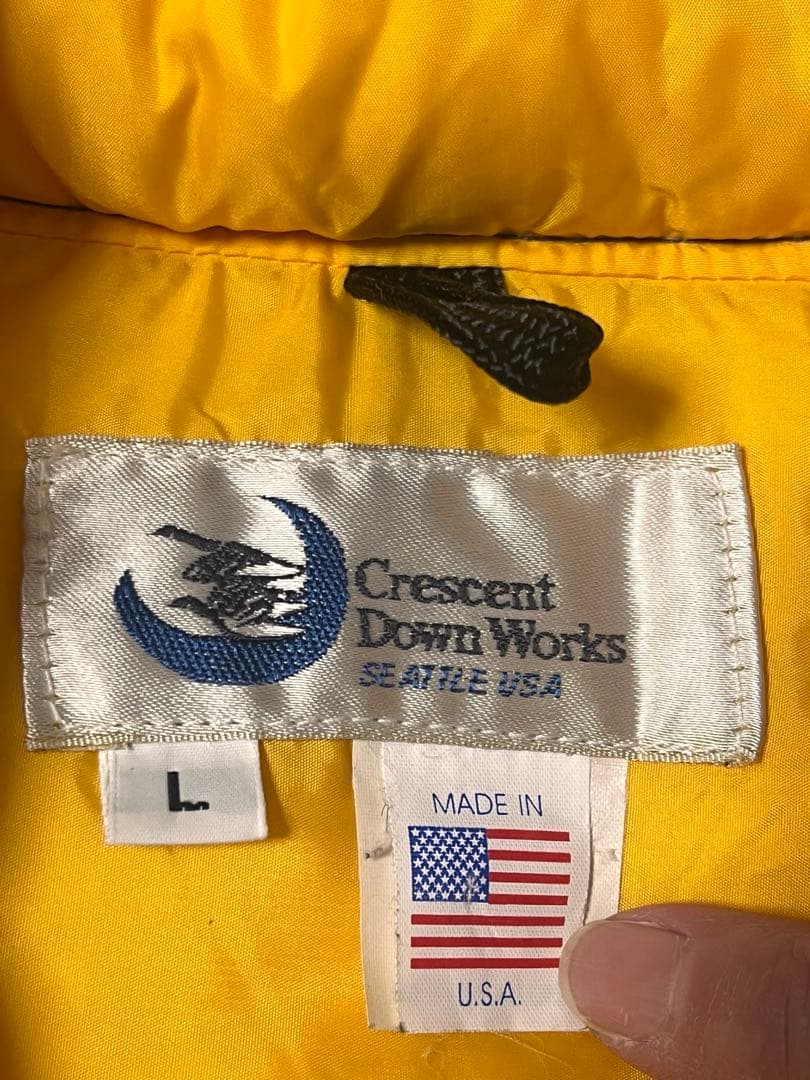 Crescent
Down Works
SEATTLE USA
L
MADE IN
U.S.A.